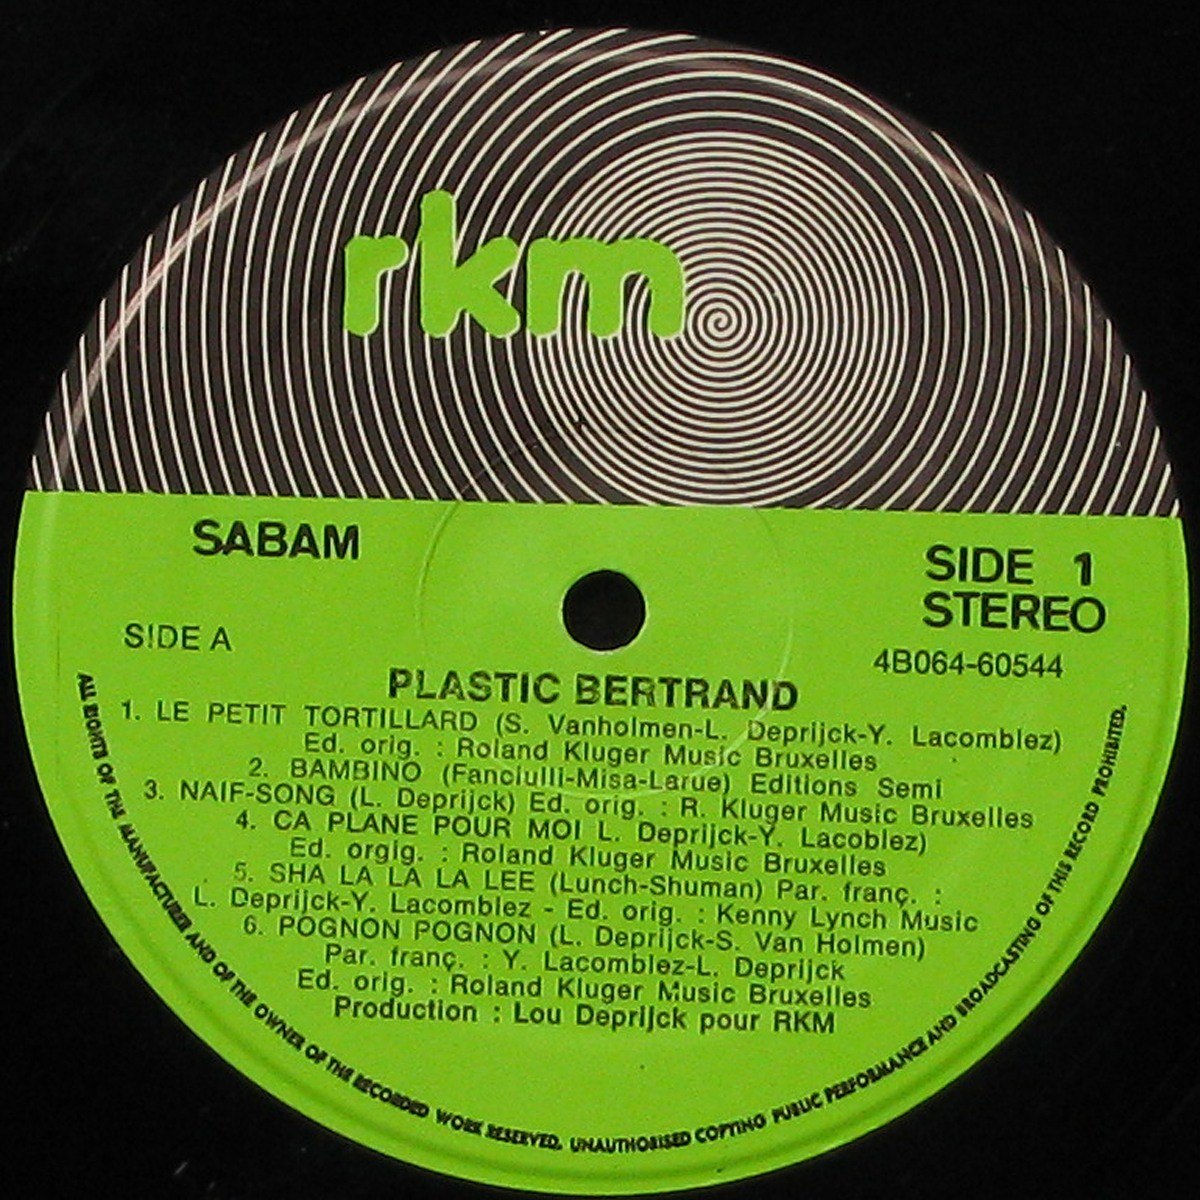 rkm
SABAM
SIDE 1
STEREO
SIDE A
4B064-60544
PLASTIC BERTRAND
1. LE PETIT TORTILLARD (S. Vanholmen-L. Deprijck-Y. Lacomblez)
Ed. orig. : Roland Kluger Music Bruxelles
2. BAMBINO (Fanciulli-Misa-Larue) Editions Semi
3. NAIF-SONG (L. Deprijck) Ed. orig. : R. Kluger Music Bruxelles
4. CA PLANE POUR MOI L. Deprijck-Y. Lacoblez)
Ed. orgig. : Roland Kluger Music Bruxelles
5. SHA LA LA LA LEE (Lunch-Shuman) Par. franç. :
L. Deprijck-Y. Lacomblez - Ed. orig. : Kenny Lynch Music
6. POGNON POGNON (L. Deprijck-S. Van Holmen)
Par. franç. : Y. Lacomblez-L. Deprijck
Ed. orig. : Roland Kluger Music Bruxelles
Production : Lou Deprijck pour RKM
ALL RIGHTS OF THE MANUFACTURER AND OF THE OWNER OF THE RECORDED WORK RESERVED. UNAUTHORISED COPYING PUBLIC PERFORMANCE AND BROADCASTING OF THIS RECORD PROHIBITED.